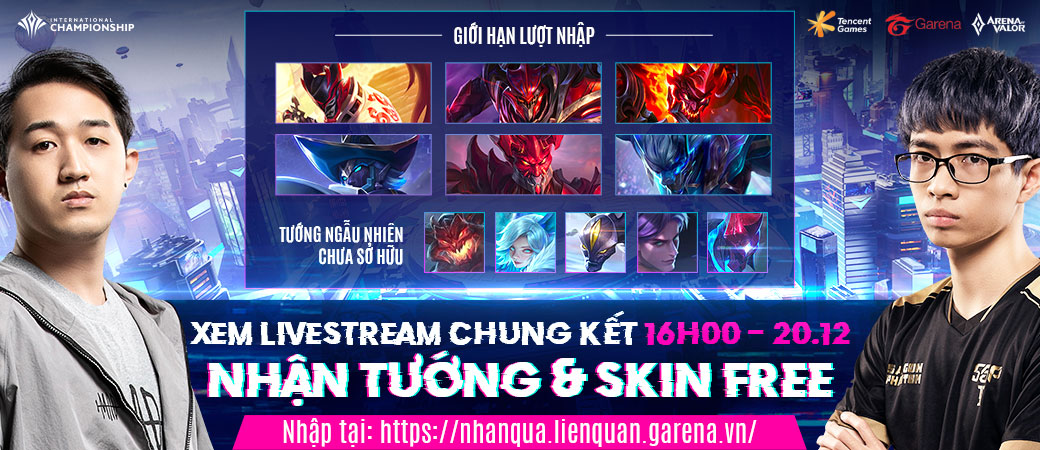 INTERNATIONAL
CHAMPIONSHIP
Tencent
Games
Garena
ARENA OF
VALOR
GIỚI HẠN LƯỢT NHẬP
TƯỚNG NGẪU NHIÊN
CHƯA SỞ HỮU
XEM LIVESTREAM CHUNG KẾT 16H00 – 20.12
NHẬN TƯỚNG & SKIN FREE
Nhập tại: https://nhanqua.lienquan.garena.vn/